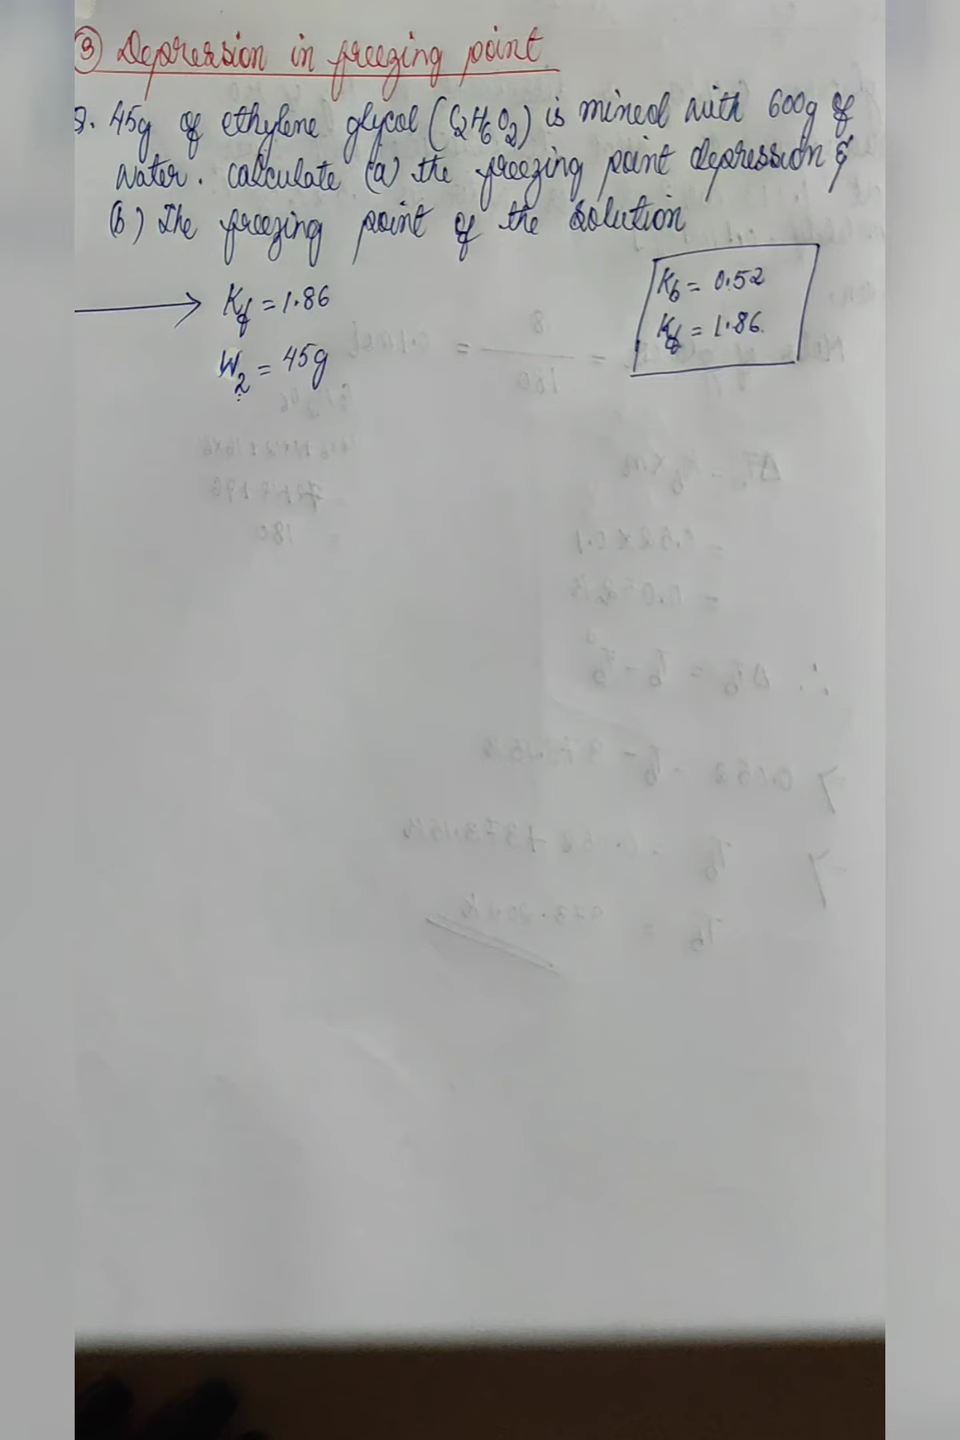 ③ Depression in freezing point
Q. 45g of ethylene glycol (C2H6O2) is mixed with 600g of
water. calculate (a) the freezing point depression &
(b) The freezing point of the solution
→ Kf = 1.86
W2 = 45g
Kb = 0.52
Kf = 1.86.